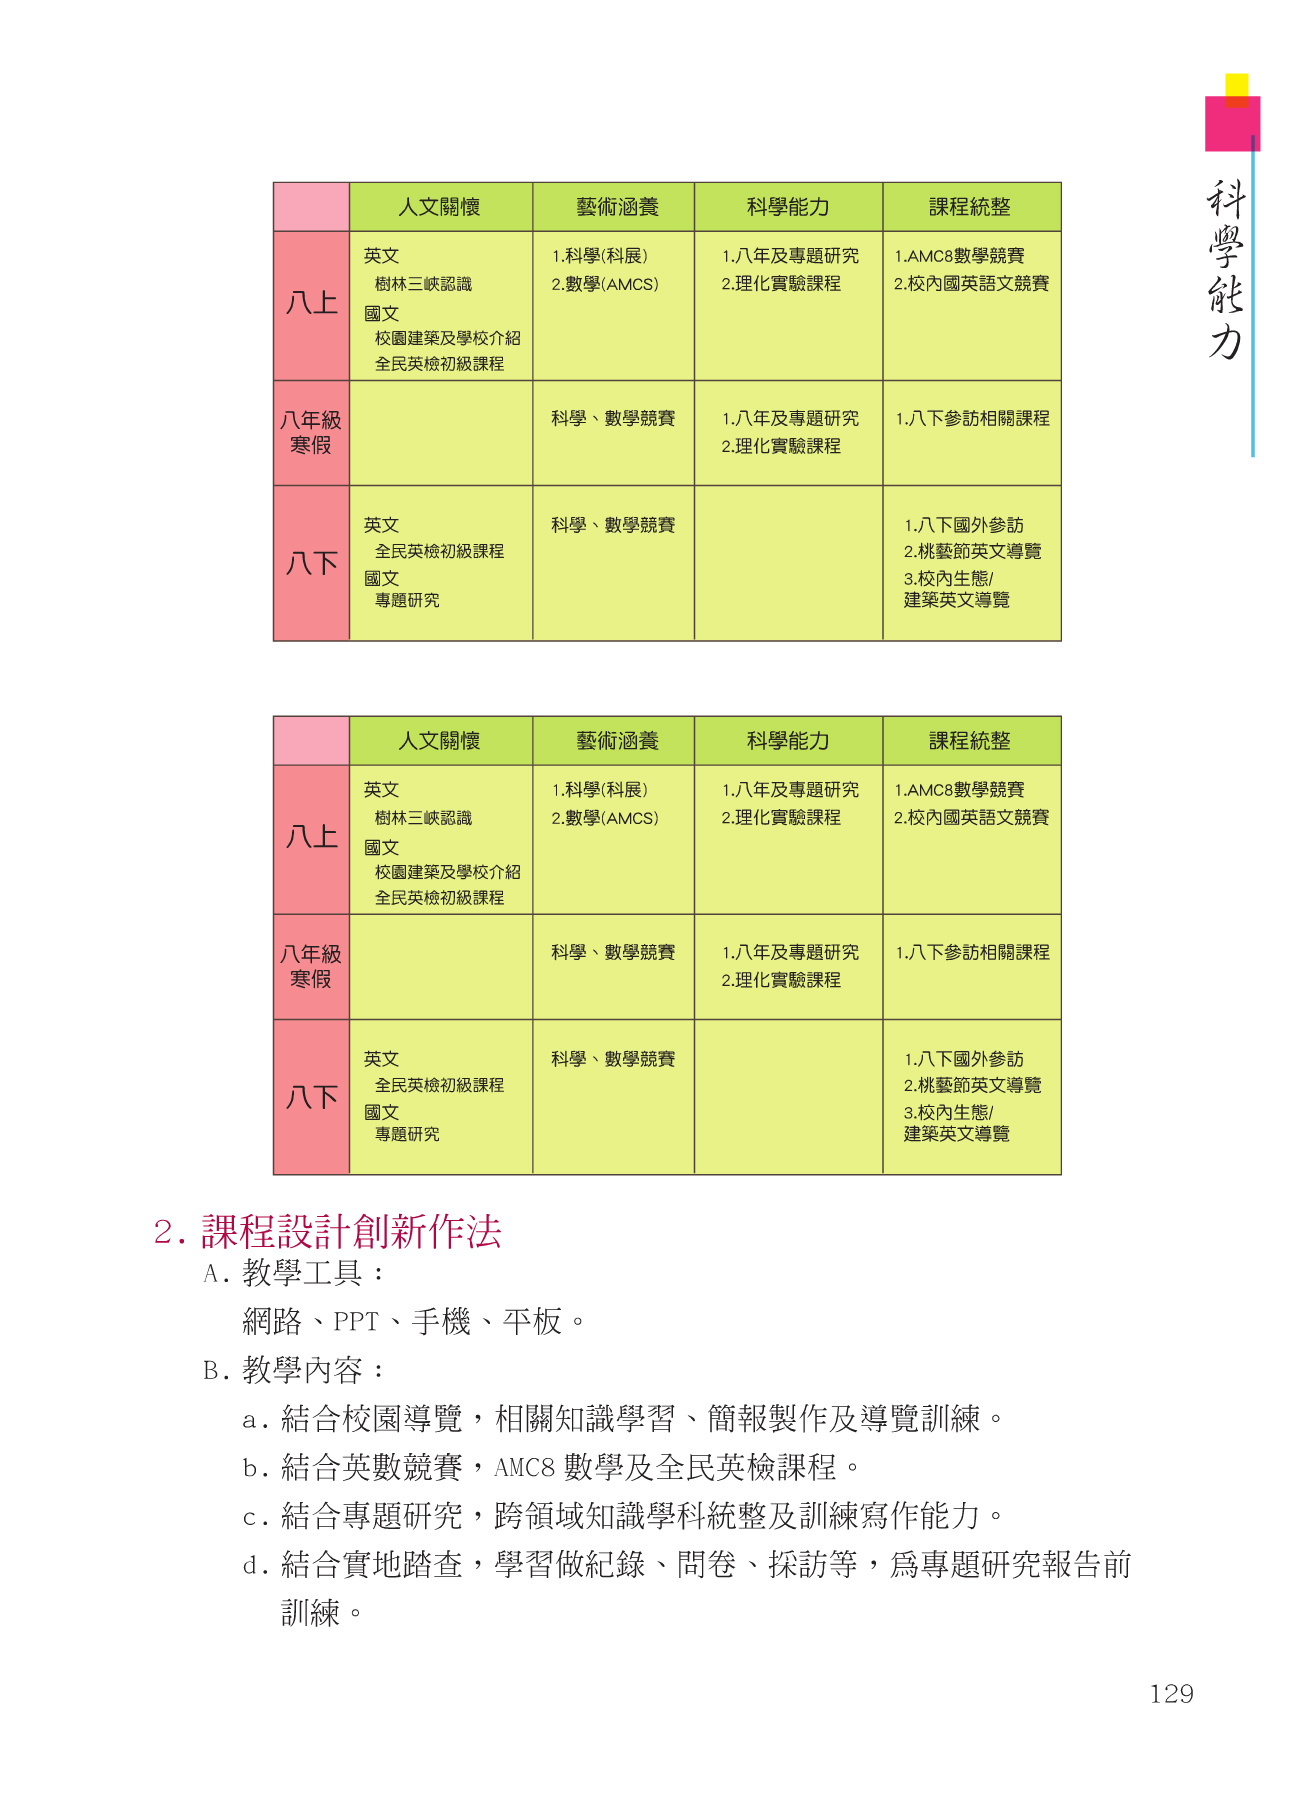 科學能力
人文關懷 藝術涵養 科學能力 課程統整
八上
英文
樹林三峽認識
國文
校園建築及學校介紹
全民英檢初級課程
1.科學(科展)
2.數學(AMCS)
1.八年及專題研究
2.理化實驗課程
1.AMC8數學競賽
2.校內國英語文競賽
八年級
寒假
科學、數學競賽
1.八年及專題研究
2.理化實驗課程
1.八下參訪相關課程
八下
英文
全民英檢初級課程
國文
專題研究
科學、數學競賽
1.八下國外參訪
2.桃藝節英文導覽
3.校內生態/
建築英文導覽
人文關懷 藝術涵養 科學能力 課程統整
八上
英文
樹林三峽認識
國文
校園建築及學校介紹
全民英檢初級課程
1.科學(科展)
2.數學(AMCS)
1.八年及專題研究
2.理化實驗課程
1.AMC8數學競賽
2.校內國英語文競賽
八年級
寒假
科學、數學競賽
1.八年及專題研究
2.理化實驗課程
1.八下參訪相關課程
八下
英文
全民英檢初級課程
國文
專題研究
科學、數學競賽
1.八下國外參訪
2.桃藝節英文導覽
3.校內生態/
建築英文導覽
2. 課程設計創新作法
A. 教學工具：
網路、PPT、手機、平板。
B. 教學內容：
a. 結合校園導覽，相關知識學習、簡報製作及導覽訓練。
b. 結合英數競賽，AMC8 數學及全民英檢課程。
c. 結合專題研究，跨領域知識學科統整及訓練寫作能力。
d. 結合實地踏查，學習做紀錄、問卷、採訪等，為專題研究報告前
訓練。
129